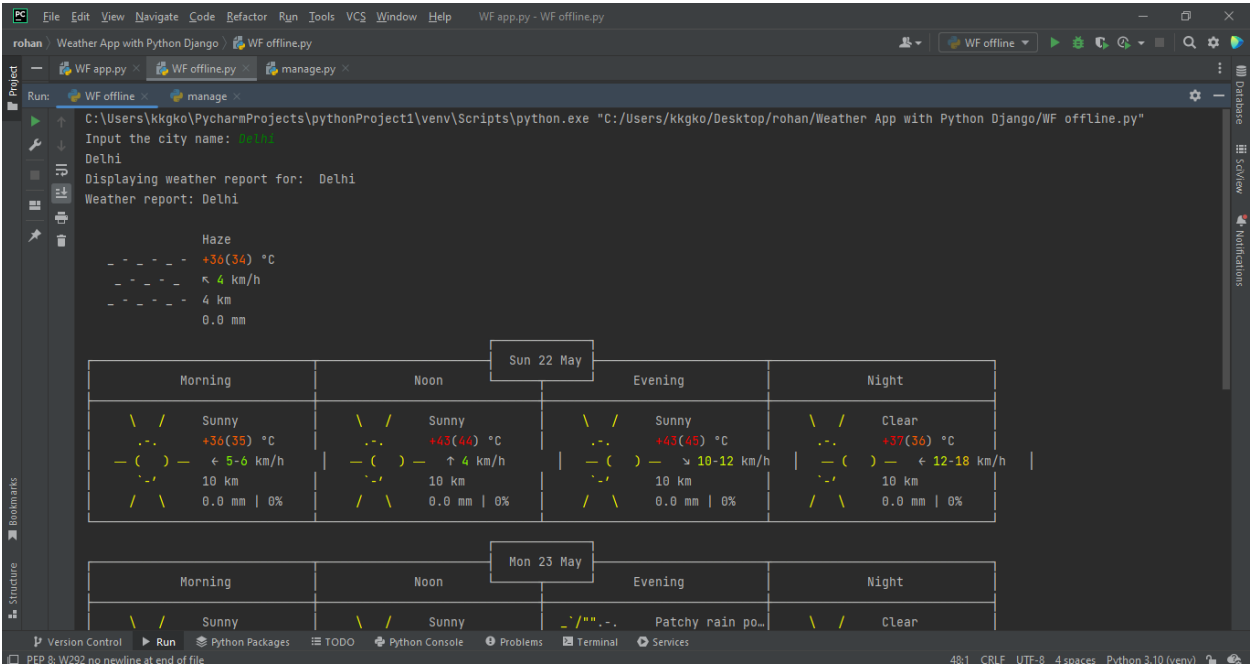 PC File Edit View Navigate Code Refactor Run Tools VCS Window Help WF app.py - WF offline.py
rohan Weather App with Python Django WF offline.py WF offline
WF app.py WF offline.py manage.py
Run: WF offline manage
C:\Users\kkgko\PycharmProjects\pythonProject1\venv\Scripts\python.exe "C:/Users/kkgko/Desktop/rohan/Weather App with Python Django/WF offline.py"
Input the city name: Delhi
Delhi
Displaying weather report for:  Delhi
Weather report: Delhi
Haze
_ - _ - _ - +36(34) °C
_ - _ - _ ↖ 4 km/h
_ - _ - _ - 4 km
0.0 mm
Sun 22 May
Morning Noon Evening Night
\ / Sunny \ / Sunny \ / Sunny \ / Clear
.-. +36(35) °C .-. +43(44) °C .-. +43(45) °C .-. +37(36) °C
― ( ) ― ← 5-6 km/h ― ( ) ― ↑ 4 km/h ― ( ) ― ↘ 10-12 km/h ― ( ) ― ← 12-18 km/h
`-’ 10 km `-’ 10 km `-’ 10 km `-’ 10 km
/ \ 0.0 mm | 0% / \ 0.0 mm | 0% / \ 0.0 mm | 0% / \ 0.0 mm | 0%
Mon 23 May
Morning Noon Evening Night
\ / Sunny \ / Sunny _`/"".-. Patchy rain po… \ / Clear
Version Control Run Python Packages TODO Python Console Problems Terminal Services
PEP 8: W292 no newline at end of file 48:1 CRLF UTF-8 4 spaces Python 3.10 (venv)
Project
Bookmarks
Structure
Database
SciView
Notifications